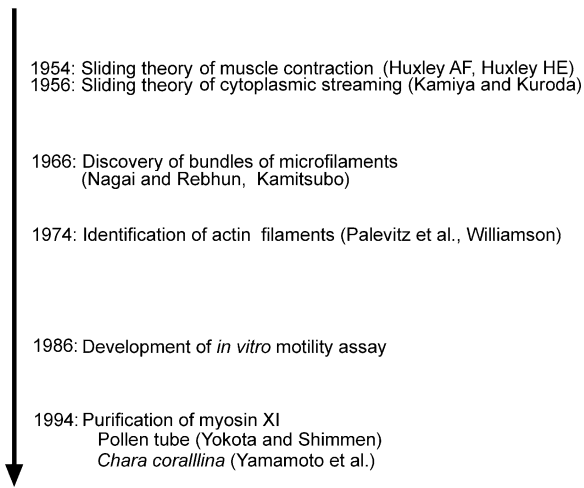 1954: Sliding theory of muscle contraction (Huxley AF, Huxley HE)
1956: Sliding theory of cytoplasmic streaming (Kamiya and Kuroda)
1966: Discovery of bundles of microfilaments
(Nagai and Rebhun, Kamitsubo)
1974: Identification of actin filaments (Palevitz et al., Williamson)
1986: Development of in vitro motility assay
1994: Purification of myosin XI
Pollen tube (Yokota and Shimmen)
Chara coralllina (Yamamoto et al.)